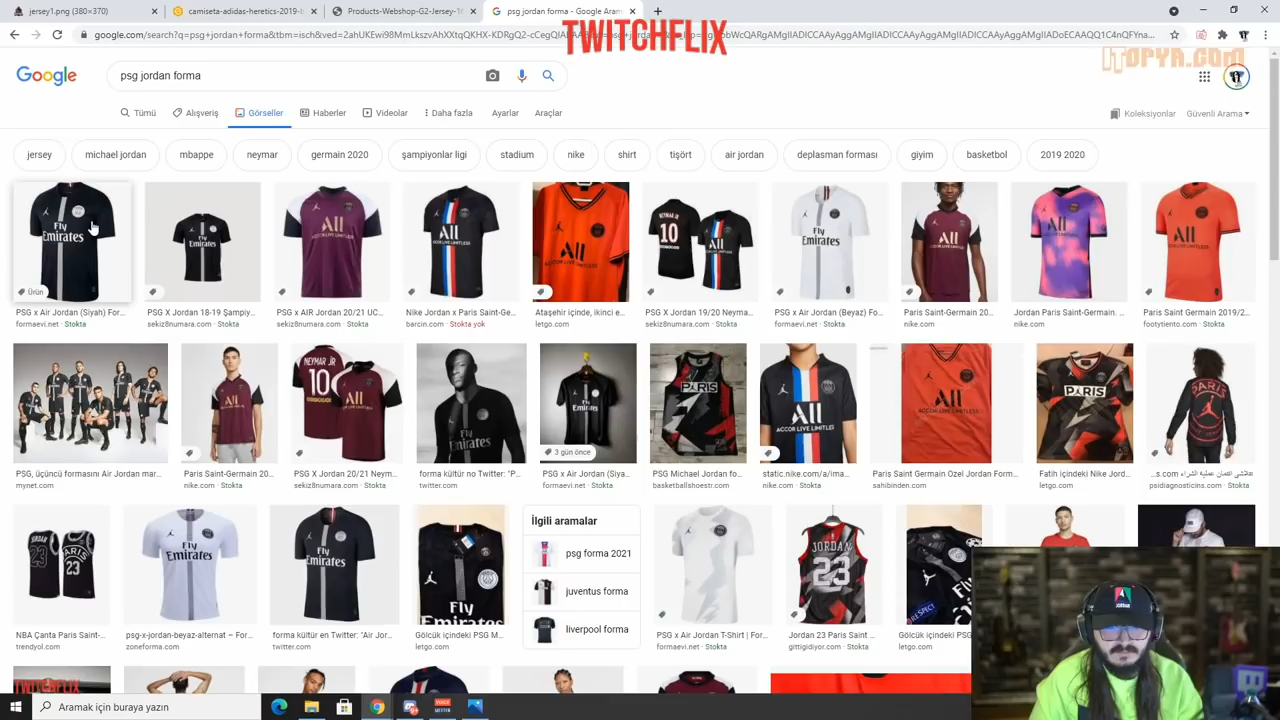 jersey1.png (380×370)
camiseta-adidas-heretics-2019-b
Products-Webshop-G2-Jersey-16
psg jordan forma - Google Aram
TWITCHFLIX
iTOPYA.COM
Google
psg jordan forma
Tümü
Alışveriş
Görseller
Haberler
Videolar
Daha fazla
Ayarlar
Araçlar
Koleksiyonlar
Güvenli Arama
jersey
michael jordan
mbappe
neymar
germain 2020
şampiyonlar ligi
stadium
nike
shirt
tişört
air jordan
deplasman forması
giyim
basketbol
2019 2020
Fly Emirates
Ürün
PSG x Air Jordan (Siyah) For...
formaevi.net · Stokta
PSG X Jordan 18-19 Şampiy...
sekiz8numara.com · Stokta
PSG x AIR Jordan 20/21 UC...
sekiz8numara.com · Stokta
Nike Jordan x Paris Saint-Ge...
barcin.com · Stokta yok
Ataşehir içinde, ikinci e...
letgo.com
PSG X Jordan 19/20 Neyma...
sekiz8numara.com · Stokta
PSG x Air Jordan (Beyaz) Fo...
formaevi.net · Stokta
Paris Saint-Germain 20...
nike.com · Stokta
Jordan Paris Saint-Germain. ...
nike.com · Stokta
Paris Saint Germain 2019/2...
footytiento.com · Stokta
3 gün önce
PSG, üçüncü formasını Air Jordan mar...
mynet.com
Paris Saint-Germain 20...
nike.com · Stokta
PSG X Jordan 20/21 Neym...
sekiz8numara.com · Stokta
forma kültür no Twitter: "P...
twitter.com
PSG x Air Jordan (Siya...
formaevi.net · Stokta
PSG Michael Jordan fo...
basketballshoestr.com
static.nike.com/a/ima...
nike.com · Stokta
Paris Saint Germain Özel Jordan Form...
sahibinden.com
Fatih içindeki Nike Jord...
letgo.com
psidiagnosticins.com · Stokta
İlgili aramalar
psg forma 2021
juventus forma
liverpool forma
NBA Çanta Paris Saint-...
trendyol.com
psg-x-jordan-beyaz-alternat – For...
zoneforma.com
forma kültür en Twitter: "Air Jor...
twitter.com
Gölcük içindeki PSG M...
letgo.com
PSG x Air Jordan T-Shirt | For...
formaevi.net · Stokta
Jordan 23 Paris Saint ...
gittigidiyor.com · Stokta
Gölcük içindeki PSG
letgo.com
TWITCHFLIX
Aramak için buraya yazın